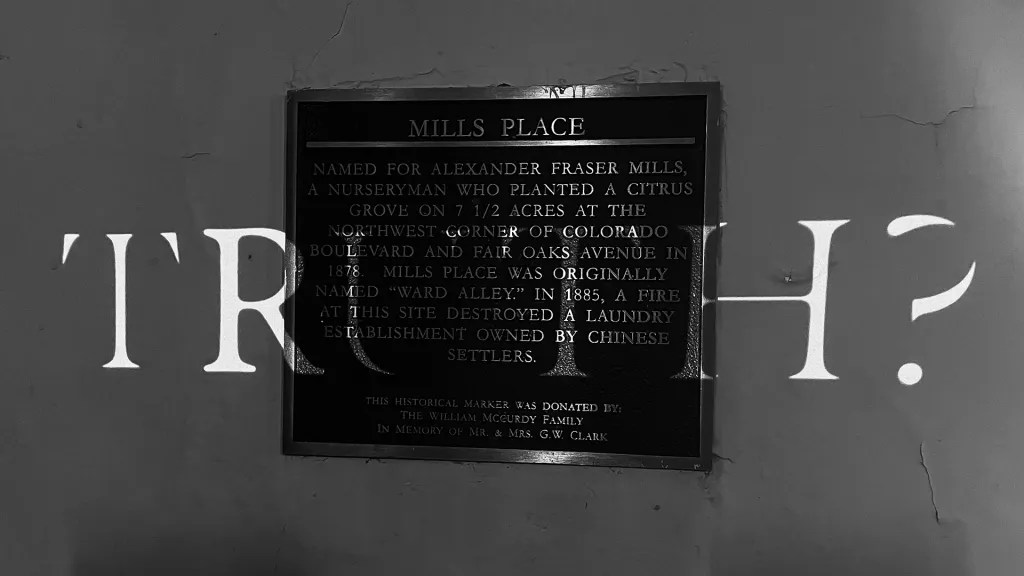 MILLS PLACE
NAMED FOR ALEXANDER FRASER MILLS,
A NURSERYMAN WHO PLANTED A CITRUS
GROVE ON 7 1/2 ACRES AT THE
NORTHWEST CORNER OF COLORADO
BOULEVARD AND FAIR OAKS AVENUE IN
1878. MILLS PLACE WAS ORIGINALLY
NAMED “WARD ALLEY.” IN 1885, A FIRE
AT THIS SITE DESTROYED A LAUNDRY
ESTABLISHMENT OWNED BY CHINESE
SETTLERS.
THIS HISTORICAL MARKER WAS DONATED BY:
THE WILLIAM MCCURDY FAMILY
IN MEMORY OF MR. & MRS. G.W. CLARK
TRUTH?